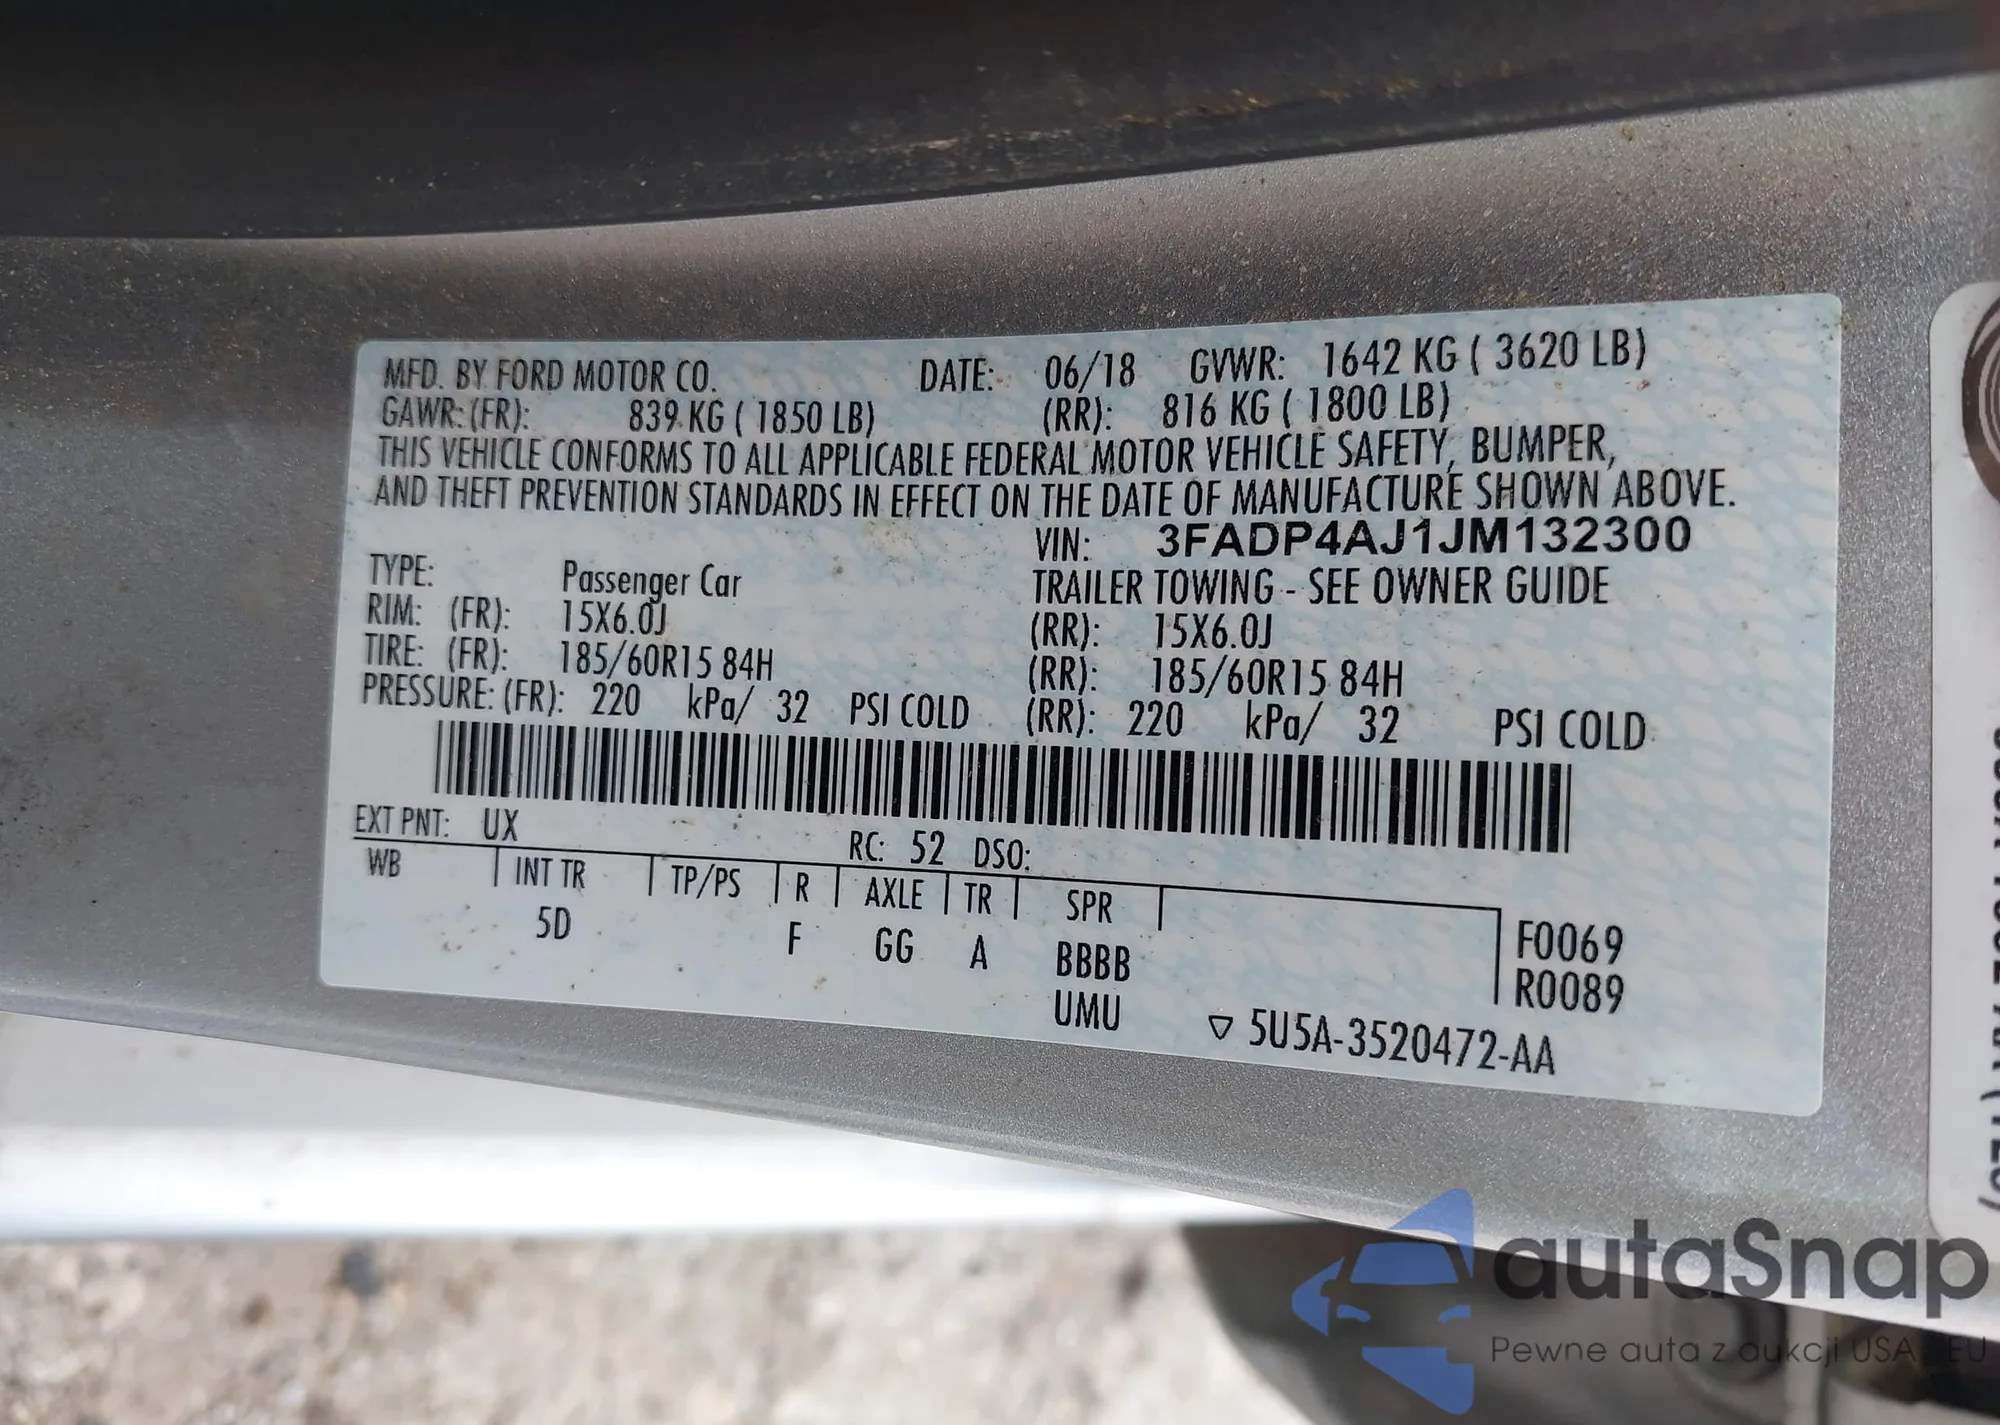 MFD. BY FORD MOTOR CO. DATE: 06/18 GVWR: 1642 KG ( 3620 LB)
GAWR: (FR): 839 KG ( 1850 LB) (RR): 816 KG ( 1800 LB)
THIS VEHICLE CONFORMS TO ALL APPLICABLE FEDERAL MOTOR VEHICLE SAFETY, BUMPER,
AND THEFT PREVENTION STANDARDS IN EFFECT ON THE DATE OF MANUFACTURE SHOWN ABOVE.
VIN: 3FADP4AJ1JM132300
TYPE: Passenger Car TRAILER TOWING - SEE OWNER GUIDE
RIM: (FR): 15X6.0J (RR): 15X6.0J
TIRE: (FR): 185/60R15 84H (RR): 185/60R15 84H
PRESSURE: (FR): 220 kPa/ 32 PSI COLD (RR): 220 kPa/ 32 PSI COLD
EXT PNT: UX RC: 52 DSO:
WB INT TR TP/PS R AXLE TR SPR
5D F GG A BBBB F0069
UMU R0089
▽ 5U5A-3520472-AA
autaSnap
Pewne auta z aukcji USA EU